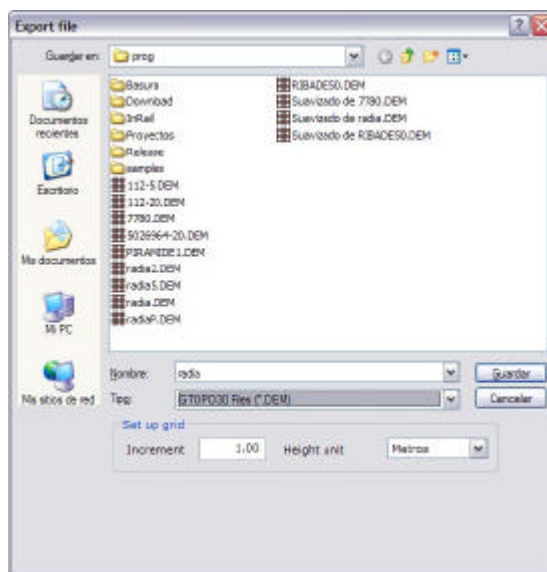 Export file
Guardar en:
prog
Documentos recientes
Escritorio
Mis documentos
Mi PC
Mis sitios de red
Basura
Download
InRail
Proyectos
Release
samples
112-5.DEM
112-20.DEM
7780.DEM
5026964-20.DEM
PIRAMIDE1.DEM
radia2.DEM
radia5.DEM
radia.DEM
radiaP.DEM
RIBADE50.DEM
Suavizado de 7780.DEM
Suavizado de radia.DEM
Suavizado de RIBADE50.DEM
Nombre:
radia
Guardar
Tipo:
GTOPO30 Files (*.DEM)
Cancelar
Set up grid
Increment
1.00
Height unit
Metros